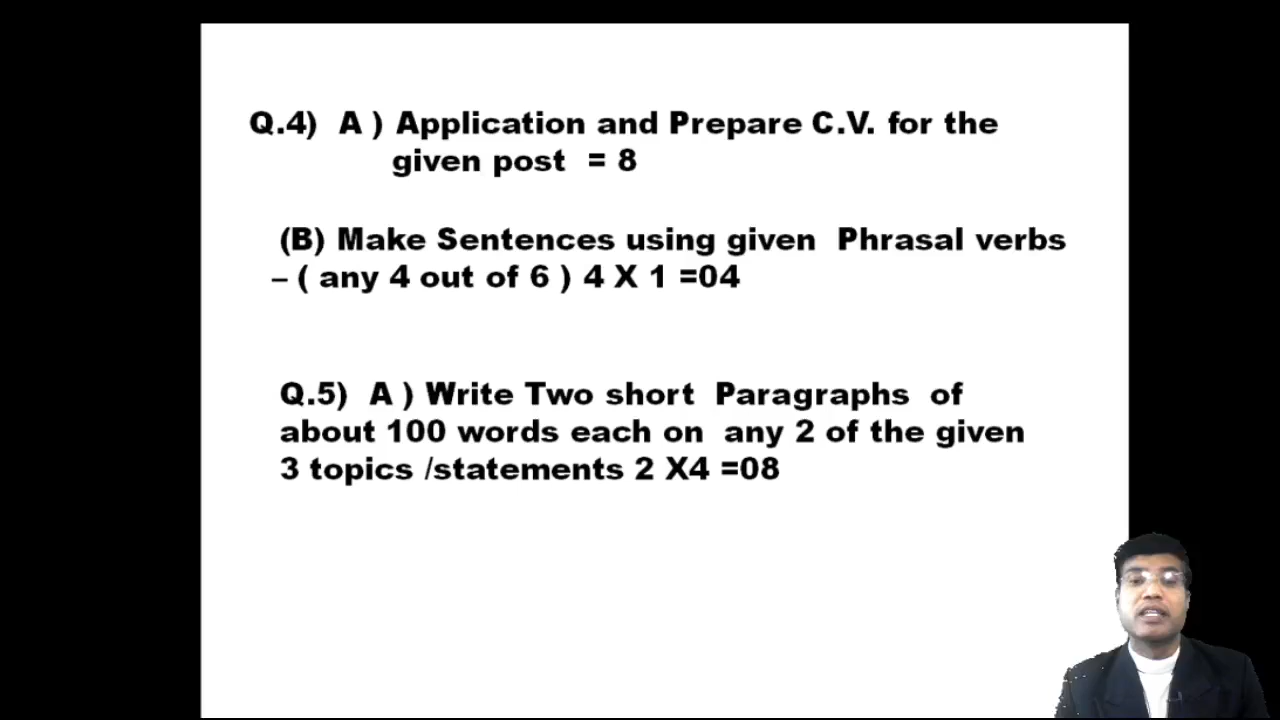 Q.4) A ) Application and Prepare C.V. for the
given post = 8
(B) Make Sentences using given Phrasal verbs
– ( any 4 out of 6 ) 4 X 1 =04
Q.5) A ) Write Two short Paragraphs of
about 100 words each on any 2 of the given
3 topics /statements 2 X4 =08